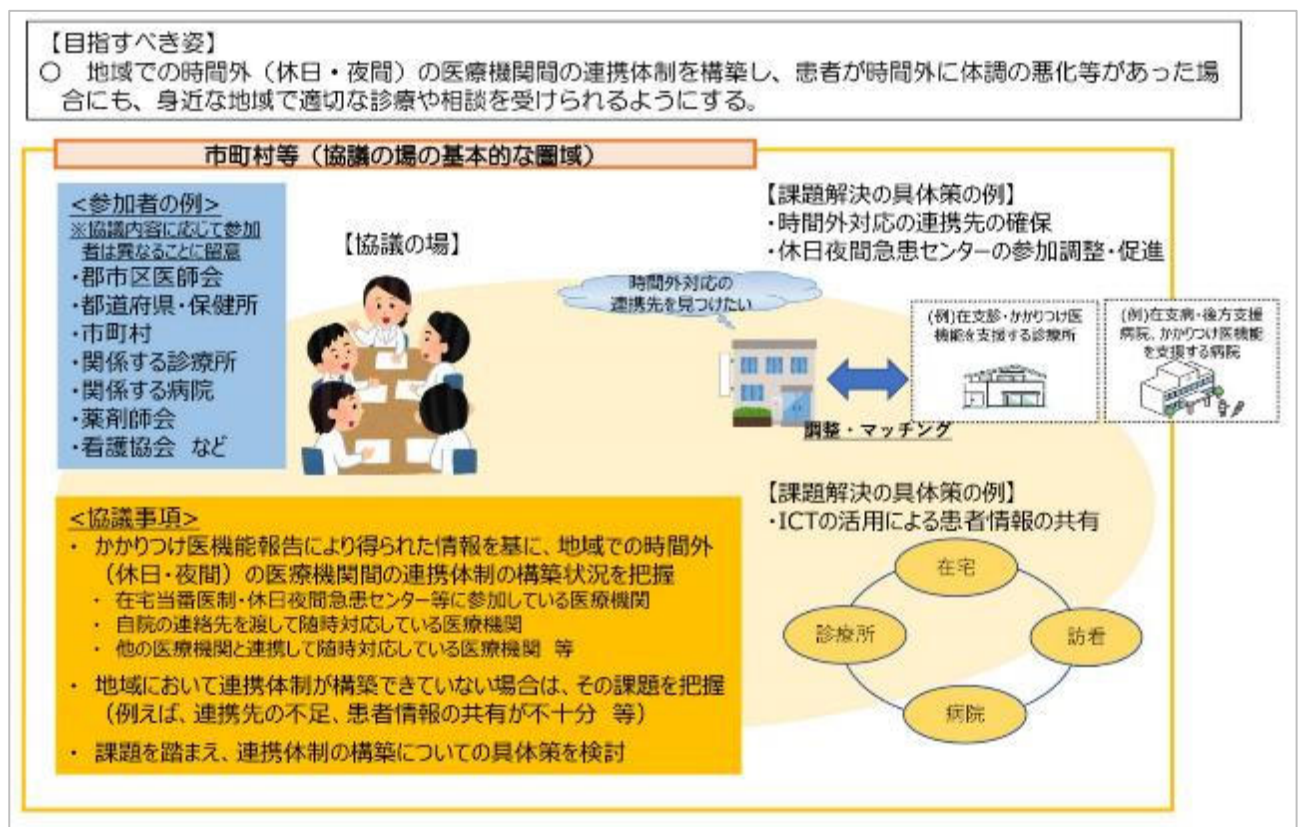 【目指すべき姿】
○ 地域での時間外（休日・夜間）の医療機関間の連携体制を構築し、患者が時間外に体調の悪化等があった場
合にも、身近な地域で適切な診療や相談を受けられるようにする。
市町村等（協議の場の基本的な圏域）
<参加者の例>
※協議内容に応じて参加
者は異なることに留意
・郡市区医師会
・都道府県・保健所
・市町村
・関係する診療所
・関係する病院
・薬剤師会
・看護協会 など
【協議の場】
【課題解決の具体策の例】
・時間外対応の連携先の確保
・休日夜間急患センターの参加調整・促進
時間外対応の
連携先を見つけたい
(例)在支診・かかりつけ医
機能を支援する診療所
(例)在支病・後方支援
病院、かかりつけ医機能
を支援する病院
調整・マッチング
<協議事項>
・ かかりつけ医機能報告により得られた情報を基に、地域での時間外
（休日・夜間）の医療機関間の連携体制の構築状況を把握
・ 在宅当番医制・休日夜間急患センター等に参加している医療機関
・ 自院の連絡先を渡して随時対応している医療機関
・ 他の医療機関と連携して随時対応している医療機関 等
・ 地域において連携体制が構築できていない場合は、その課題を把握
（例えば、連携先の不足、患者情報の共有が不十分 等）
・ 課題を踏まえ、連携体制の構築についての具体策を検討
【課題解決の具体策の例】
・ICTの活用による患者情報の共有
在宅
診療所
訪看
病院